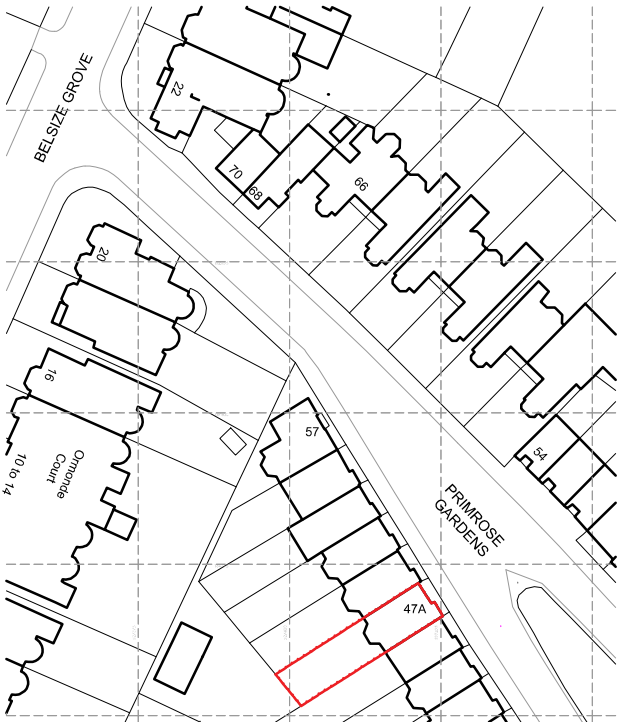 BELSIZE GROVE
22
70
68
66
20
16
57
Ormonde
Court
10 to 14
54
PRIMROSE
GARDENS
47A